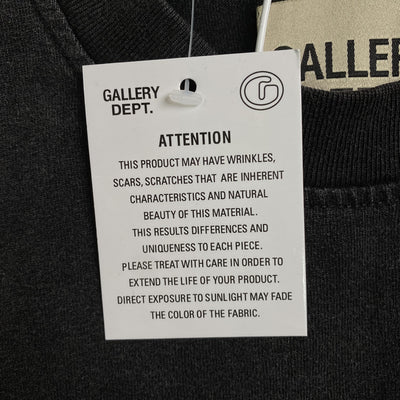 GALLERY
DEPT.
G
GALLER
ATTENTION
THIS PRODUCT MAY HAVE WRINKLES,
SCARS, SCRATCHES THAT ARE INHERENT
CHARACTERISTICS AND NATURAL
BEAUTY OF THIS MATERIAL.
THIS RESULTS DIFFERENCES AND
UNIQUENESS TO EACH PIECE.
PLEASE TREAT WITH CARE IN ORDER TO
EXTEND THE LIFE OF YOUR PRODUCT.
DIRECT EXPOSURE TO SUNLIGHT MAY FADE
THE COLOR OF THE FABRIC.